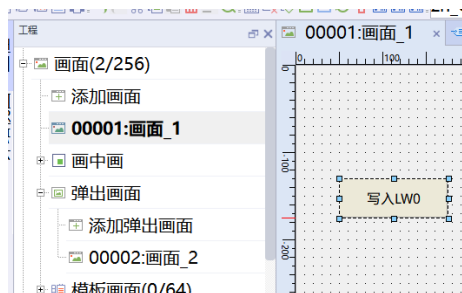 工程
画面(2/256)
添加画面
00001:画面_1
画中画
弹出画面
添加弹出画面
00002:画面_2
模板画面(0/64)
00001:画面_1
0
100
-100
200
写入LW0